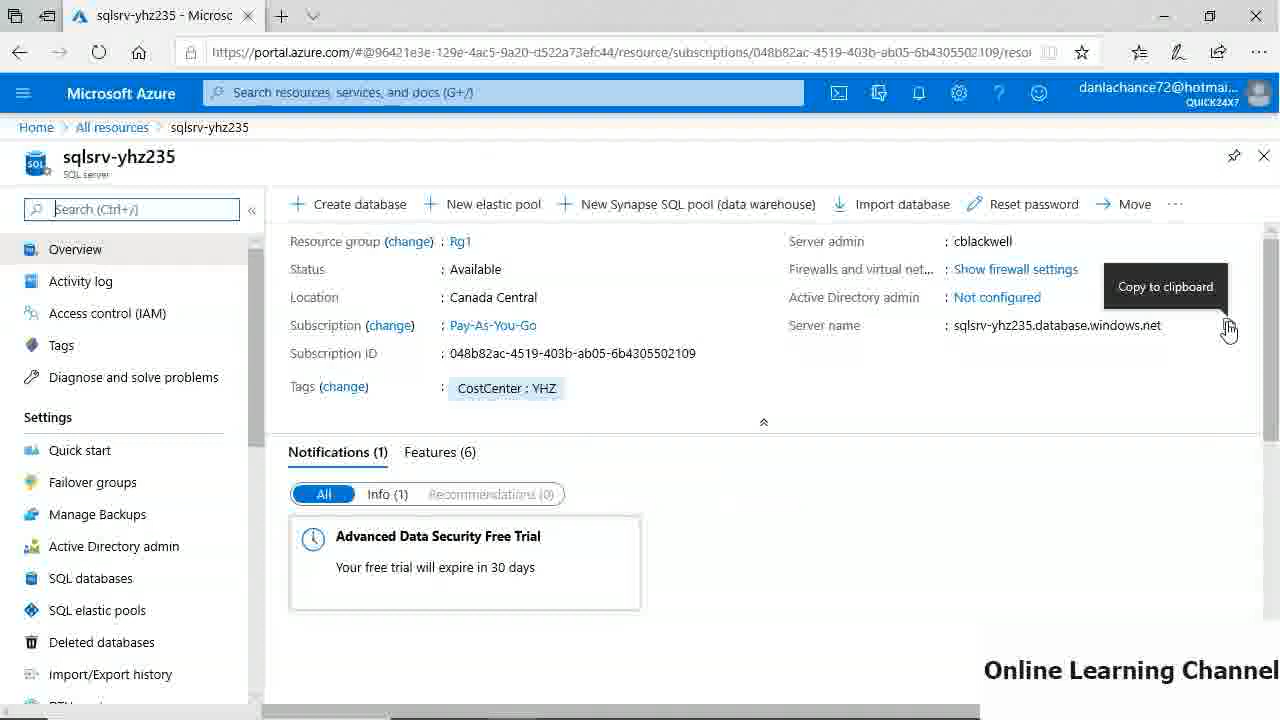 sqlsrv-yhz235 - Microsc
https://portal.azure.com/#@96421e3e-129e-4ac5-9a20-d522a73efc44/resource/subscriptions/048b82ac-4519-403b-ab05-6b4305502109/resou
Microsoft Azure
Search resources, services, and docs (G+/)
danlachance72@hotmai...
QUICK24X7
Home > All resources > sqlsrv-yhz235
sqlsrv-yhz235
SQL server
Search (Ctrl+/)
«
Create database
New elastic pool
New Synapse SQL pool (data warehouse)
Import database
Reset password
Move
...
Overview
Activity log
Access control (IAM)
Tags
Diagnose and solve problems
Settings
Quick start
Failover groups
Manage Backups
Active Directory admin
SQL databases
SQL elastic pools
Deleted databases
Import/Export history
Resource group (change) : Rg1
Status : Available
Location : Canada Central
Subscription (change) : Pay-As-You-Go
Subscription ID : 048b82ac-4519-403b-ab05-6b4305502109
Tags (change) : CostCenter : YHZ
Server admin : cblackwell
Firewalls and virtual net... : Show firewall settings
Active Directory admin : Not configured
Server name : sqlsrv-yhz235.database.windows.net
Copy to clipboard
Notifications (1) Features (6)
All Info (1) Recommendations (0)
Advanced Data Security Free Trial
Your free trial will expire in 30 days
Online Learning Channel